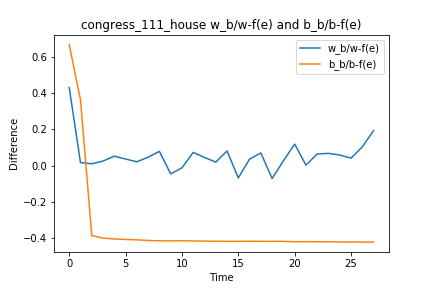 congress_111_house w_b/w-f(e) and b_b/b-f(e)
w_b/w-f(e)
b_b/b-f(e)
Difference
0.6
0.4
0.2
0.0
−0.2
−0.4
0 5 10 15 20 25
Time